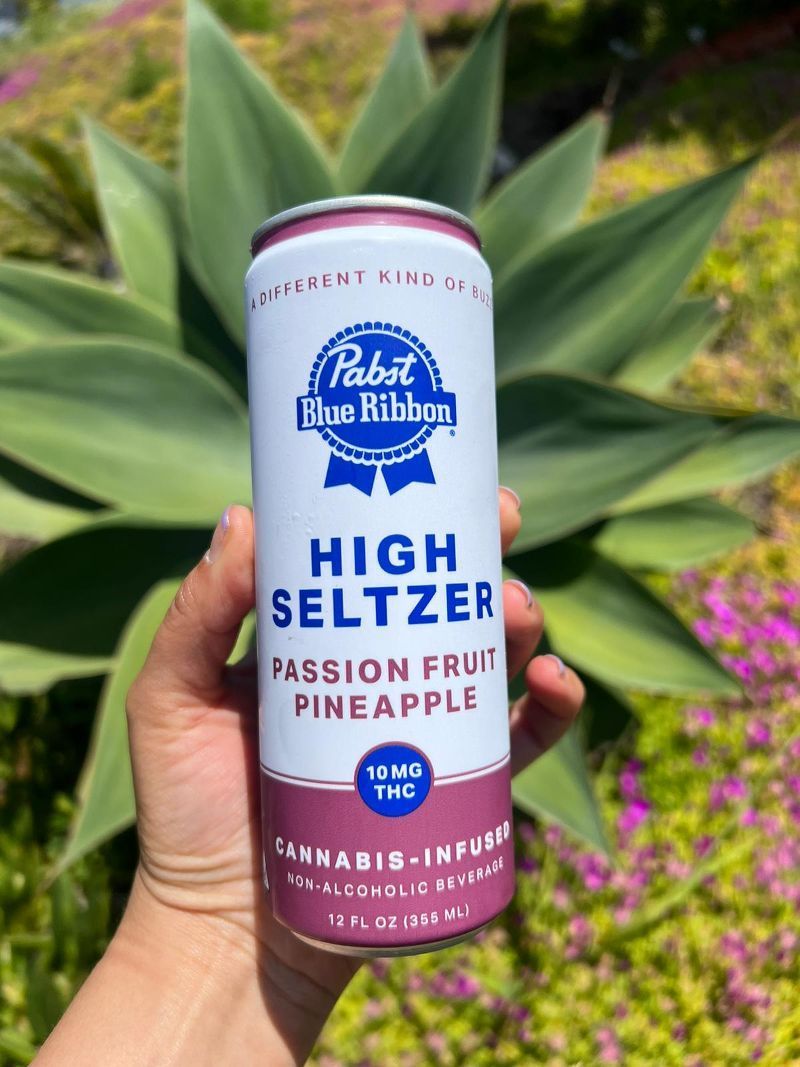 A DIFFERENT KIND OF BUZZ
Pabst
Blue Ribbon®
HIGH
SELTZER
PASSION FRUIT
PINEAPPLE
10 MG
THC
CANNABIS-INFUSED
NON-ALCOHOLIC BEVERAGE
12 FL OZ (355 ML)